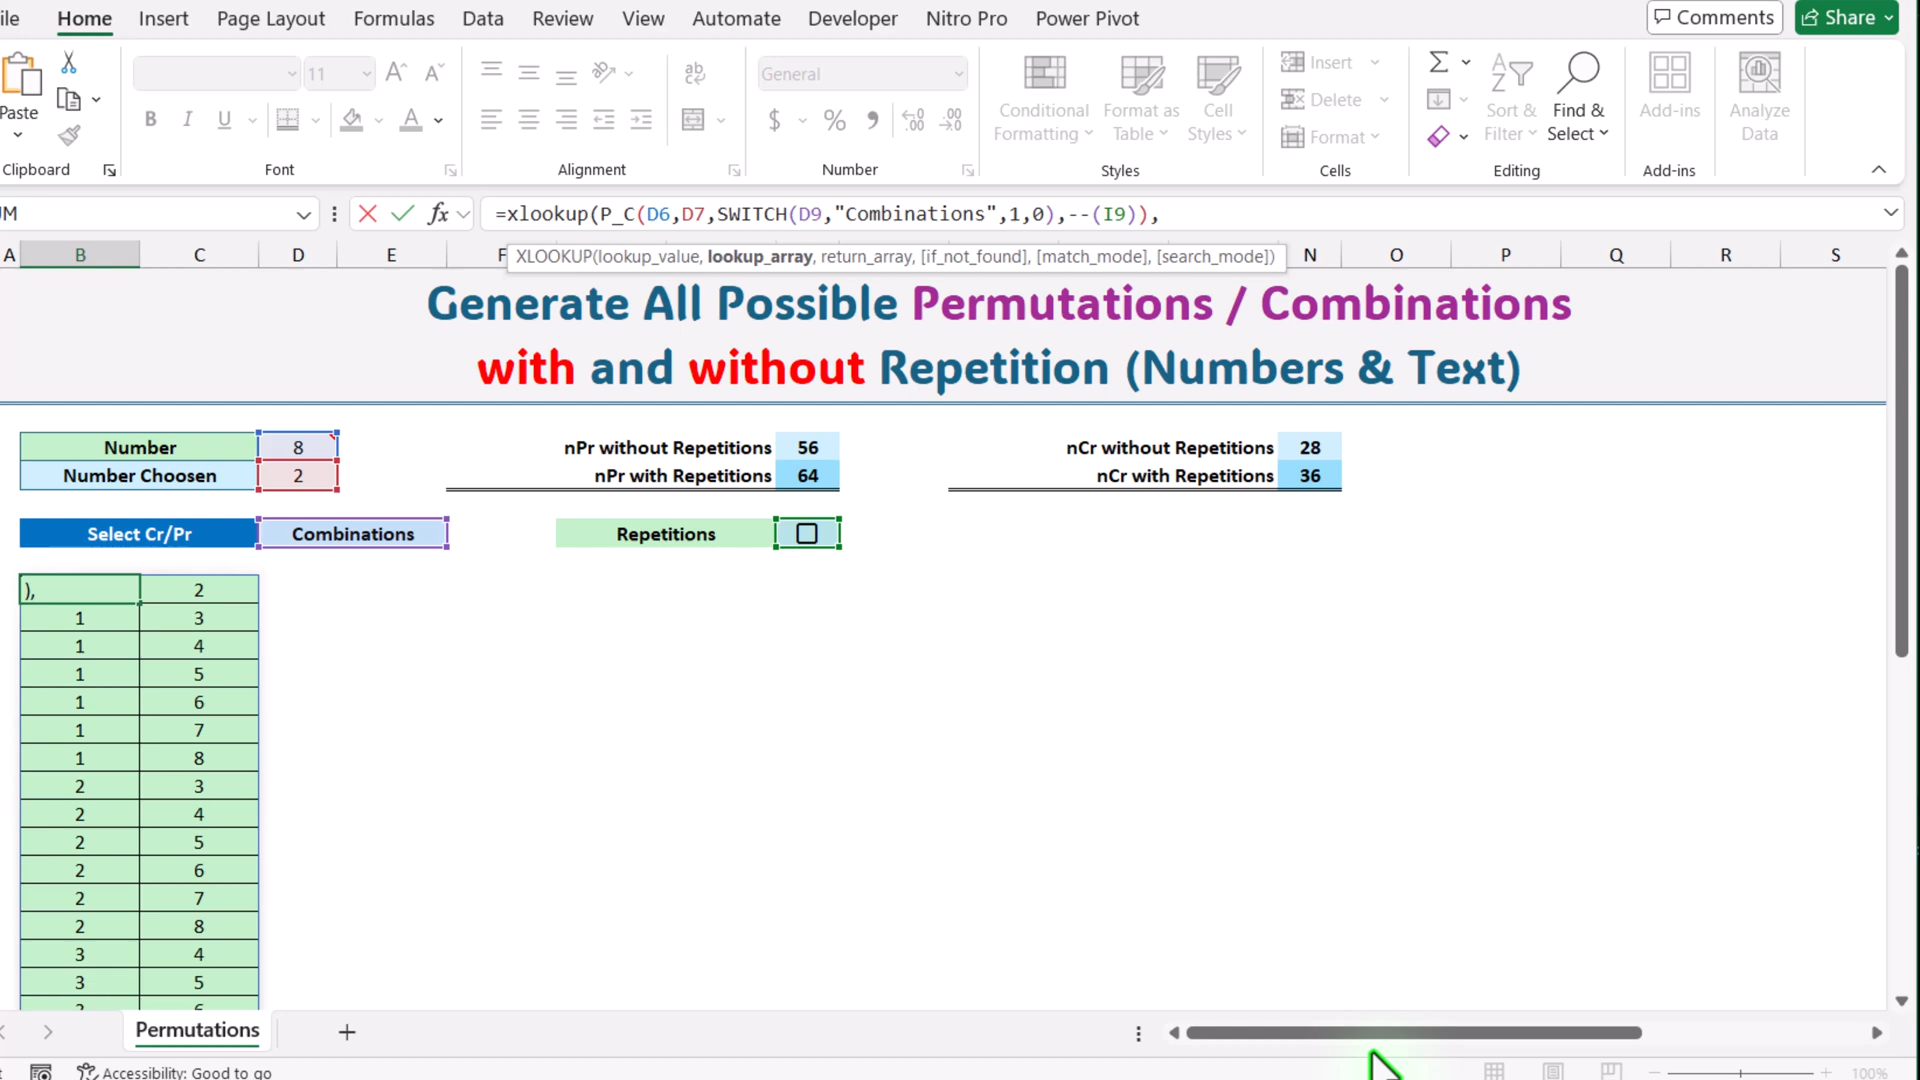 ile Home Insert Page Layout Formulas Data Review View Automate Developer Nitro Pro Power Pivot Comments Share
Paste
11 A^ A˅
B I U A
ab
General
$ % 9
Conditional Formatting
Format as Table
Cell Styles
Insert
Delete
Format
Sort & Filter
Find & Select
Add-ins
Analyze Data
Clipboard Font Alignment Number Styles Cells Editing Add-ins
JM fx =xlookup(P_C(D6,D7,SWITCH(D9,"Combinations",1,0),--(I9)),
XLOOKUP(lookup_value, lookup_array, return_array, [if_not_found], [match_mode], [search_mode])
A B C D E F N O P Q R S
Generate All Possible Permutations / Combinations
with and without Repetition (Numbers & Text)
Number 8 nPr without Repetitions 56 nCr without Repetitions 28
Number Choosen 2 nPr with Repetitions 64 nCr with Repetitions 36
Select Cr/Pr Combinations Repetitions
), 2
1 3
1 4
1 5
1 6
1 7
1 8
2 3
2 4
2 5
2 6
2 7
2 8
3 4
3 5
Permutations
Accessibility: Good to go 100%